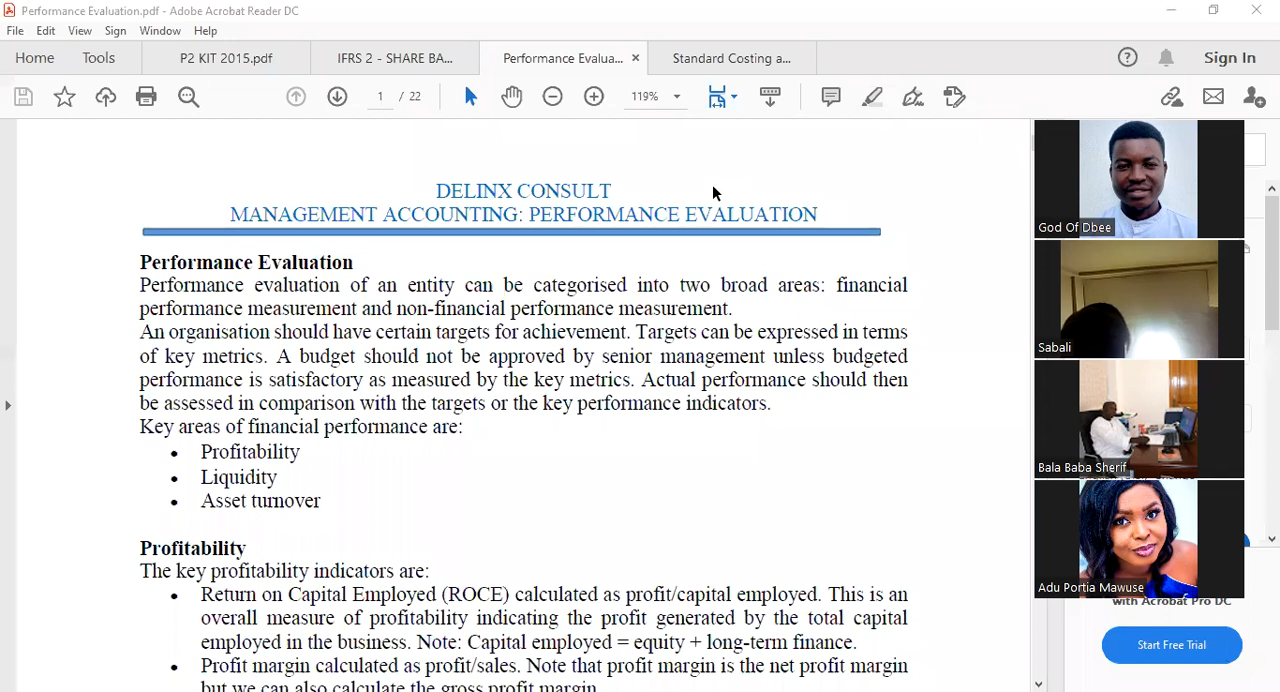 Performance Evaluation.pdf - Adobe Acrobat Reader DC
File Edit View Sign Window Help
Home Tools P2 KIT 2015.pdf IFRS 2 - SHARE BA... Performance Evalua... × Standard Costing a... Sign In
1 / 22 119%
DELINX CONSULT
MANAGEMENT ACCOUNTING: PERFORMANCE EVALUATION
Performance Evaluation
Performance evaluation of an entity can be categorised into two broad areas: financial
performance measurement and non-financial performance measurement.
An organisation should have certain targets for achievement. Targets can be expressed in terms
of key metrics. A budget should not be approved by senior management unless budgeted
performance is satisfactory as measured by the key metrics. Actual performance should then
be assessed in comparison with the targets or the key performance indicators.
Key areas of financial performance are:
• Profitability
• Liquidity
• Asset turnover
Profitability
The key profitability indicators are:
• Return on Capital Employed (ROCE) calculated as profit/capital employed. This is an
overall measure of profitability indicating the profit generated by the total capital
employed in the business. Note: Capital employed = equity + long-term finance.
• Profit margin calculated as profit/sales. Note that profit margin is the net profit margin
but we can also calculate the gross profit margin.
God Of Dbee
Sabali
Bala Baba Sherif
Adu Portia Mawuse
with Acrobat Pro DC
Start Free Trial